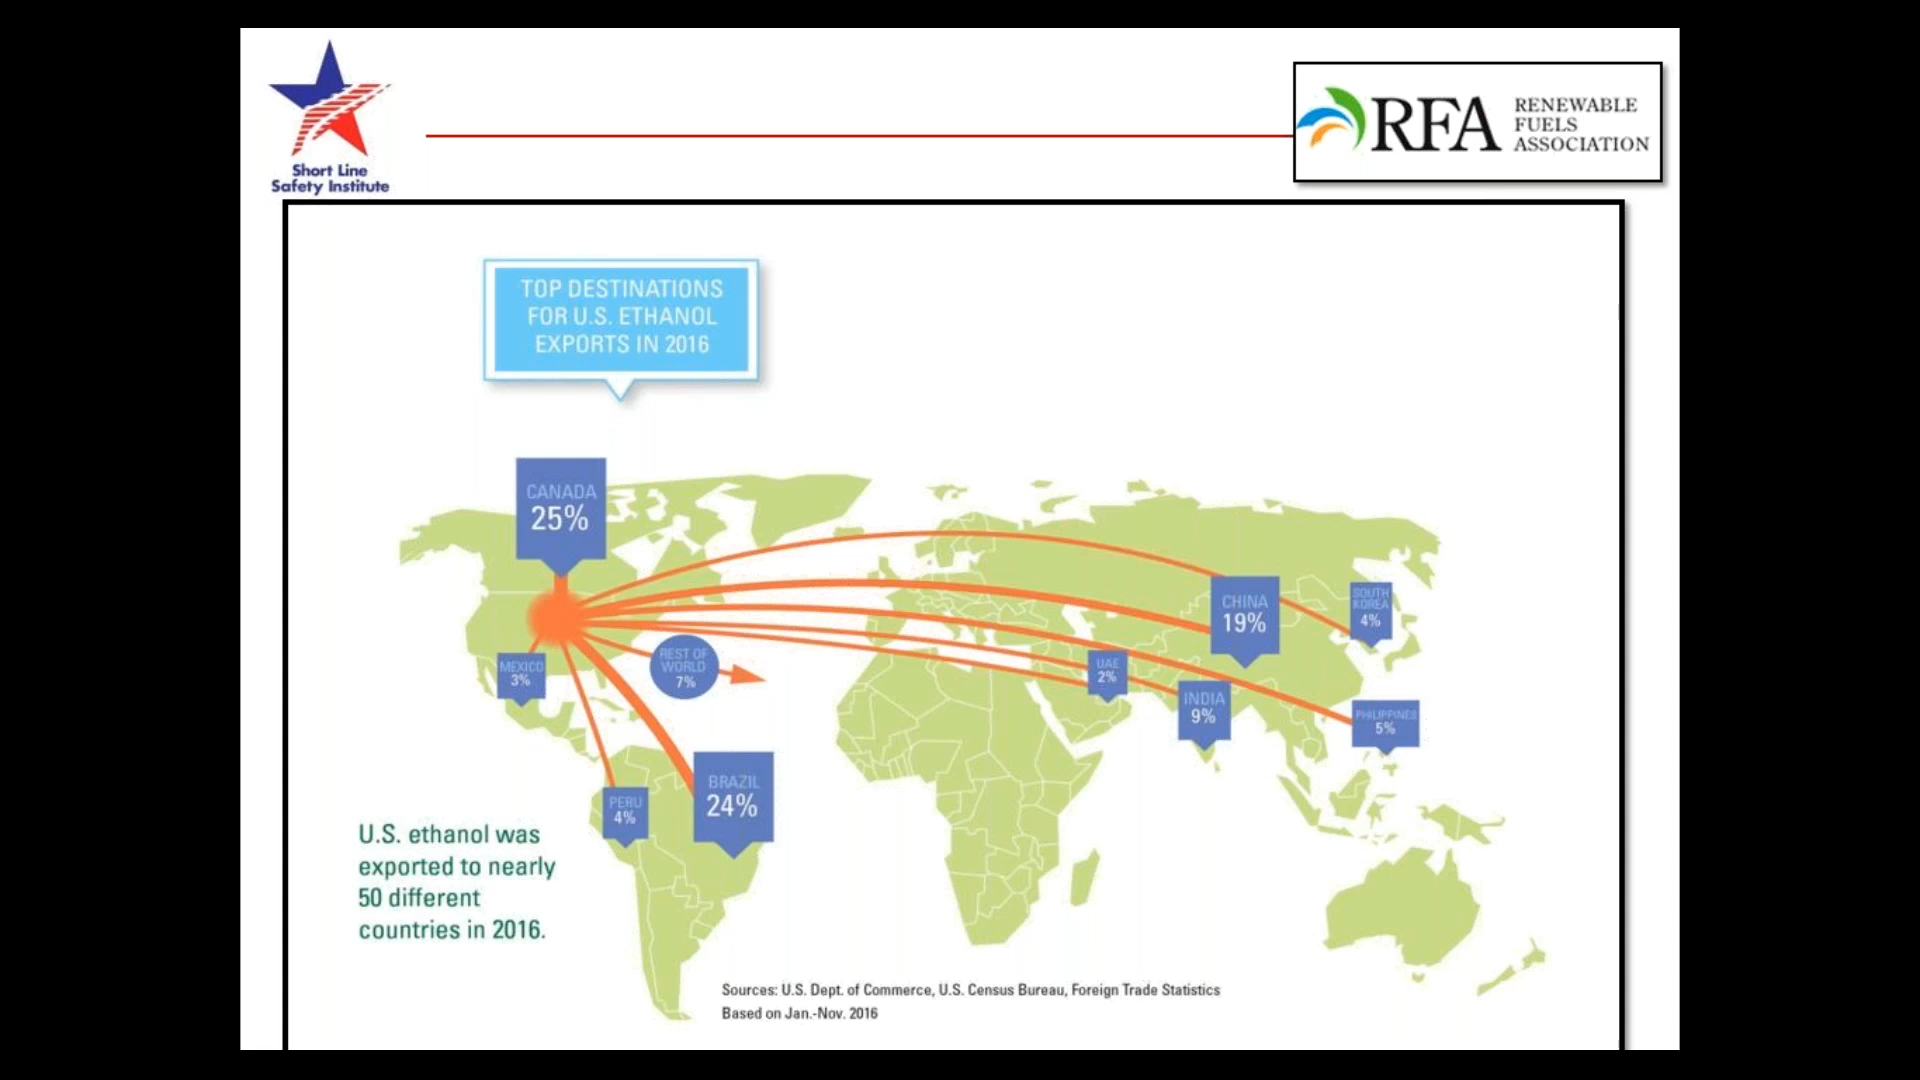 Short Line
Safety Institute
RFA
RENEWABLE
FUELS
ASSOCIATION
TOP DESTINATIONS
FOR U.S. ETHANOL
EXPORTS IN 2016
CANADA
25%
CHINA
19%
SOUTH
KOREA
4%
MEXICO
3%
REST OF
WORLD
7%
UAE
2%
INDIA
9%
PHILIPPINES
5%
BRAZIL
24%
PERU
4%
U.S. ethanol was
exported to nearly
50 different
countries in 2016.
Sources: U.S. Dept. of Commerce, U.S. Census Bureau, Foreign Trade Statistics
Based on Jan.-Nov. 2016